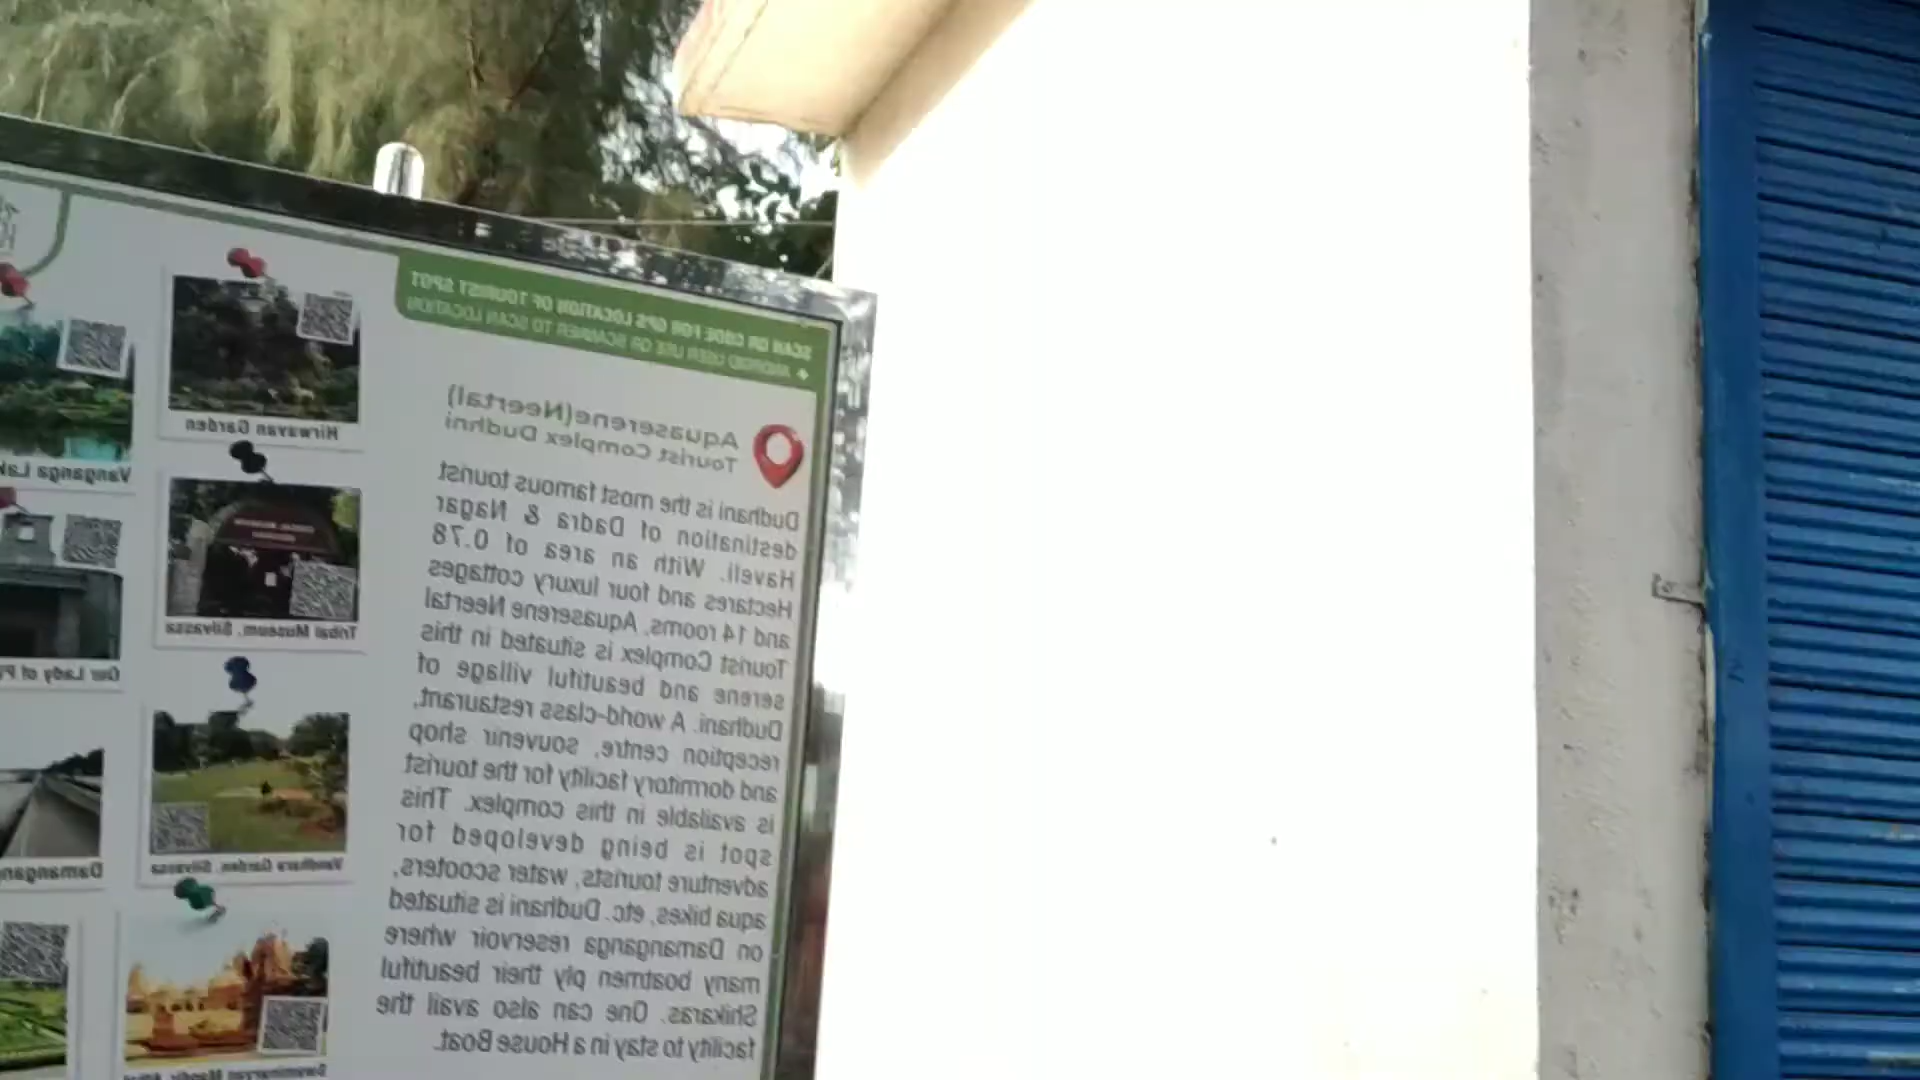 SCAN QR CODE FOR GPS LOCATION OF TOURIST SPOT
ANDROID USER USE QR SCANNER TO SCAN LOCATION
Aquaserene(Neertal)
Tourist Complex Dudhni
Dudhani is the most famous tourist
destination of Dadra & Nagar
Haveli. With an area of 0.78
Hectares and four luxury cottages
and 14 rooms, Aquaserene Neertal
Tourist Complex is situated in this
serene and beautiful village of
Dudhani. A world-class restaurant,
reception centre, souvenir shop
and dormitory facility for the tourist
is available in this complex. This
spot is being developed for
adventure tourists, water scooters,
aqua bikes, etc. Dudhani is situated
on Damanganga reservoir where
many boatmen ply their beautiful
Shikaras. One can also avail the
facility to stay in a House Boat.
Hirwavan Garden
Vanganga Lak
Tribal Museum, Silvassa
Our Lady of P
Vandhara Garden, Silvassa
Damangan